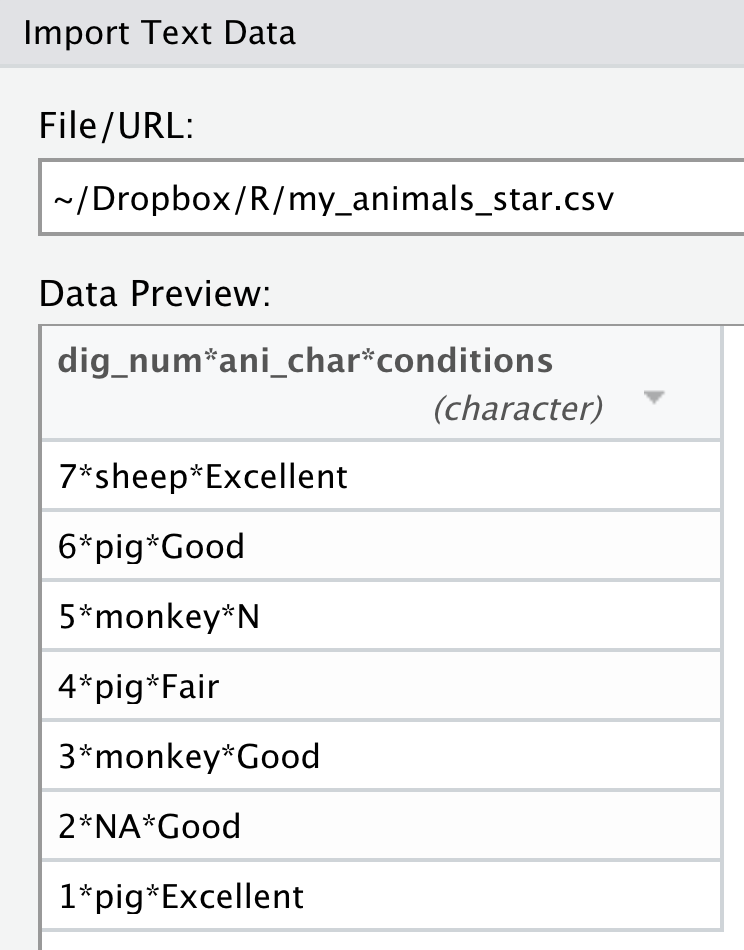 Import Text Data
File/URL:
~/Dropbox/R/my_animals_star.csv
Data Preview:
dig_num*ani_char*conditions
(character)
7*sheep*Excellent
6*pig*Good
5*monkey*N
4*pig*Fair
3*monkey*Good
2*NA*Good
1*pig*Excellent